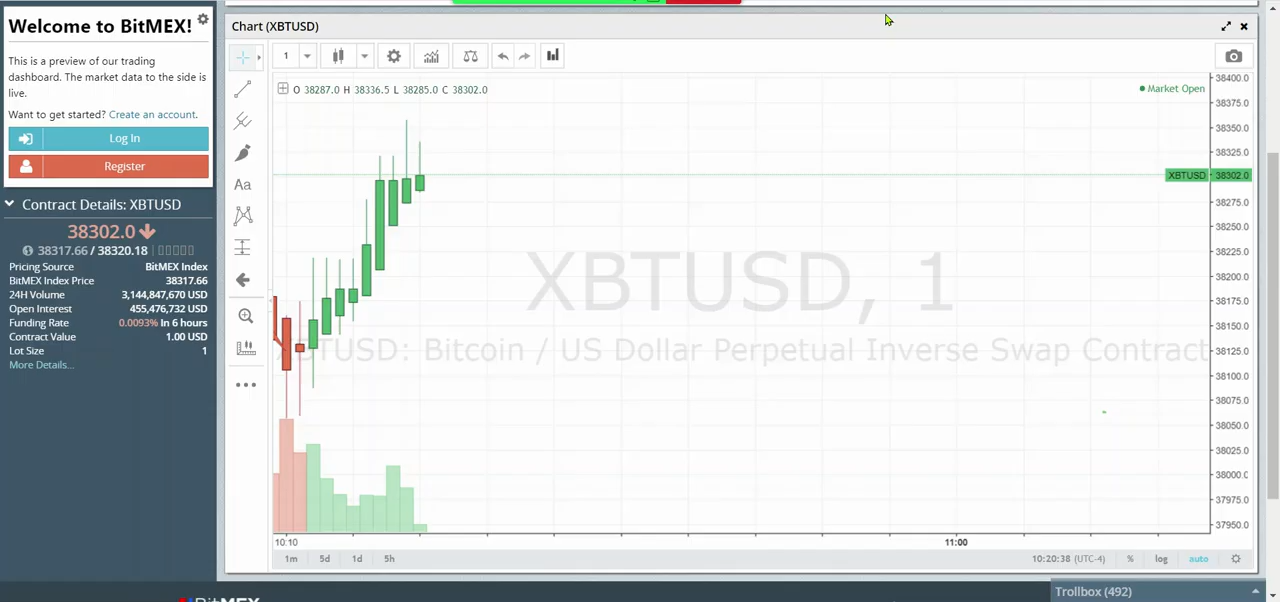 Welcome to BitMEX!
This is a preview of our trading
dashboard. The market data to the side is
live.
Want to get started? Create an account.
Log In
Register
Contract Details: XBTUSD
38302.0
38317.66 / 38320.18
Pricing Source BitMEX Index
BitMEX Index Price 38317.66
24H Volume 3,144,847,670 USD
Open Interest 455,476,732 USD
Funding Rate 0.0093% In 6 hours
Contract Value 1.00 USD
Lot Size 1
More Details...
Chart (XBTUSD)
1
Aa
O 38287.0 H 38336.5 L 38285.0 C 38302.0
Market Open
XBTUSD, 1
XBTUSD: Bitcoin / US Dollar Perpetual Inverse Swap Contract
38400.0
38375.0
38350.0
38325.0
XBTUSD 38302.0
38275.0
38250.0
38225.0
38200.0
38175.0
38150.0
38125.0
38100.0
38075.0
38050.0
38025.0
38000.0
37975.0
37950.0
10:10 11:00
1m 5d 1d 5h
10:20:38 (UTC-4) % log auto
BitMEX
Trollbox (492)